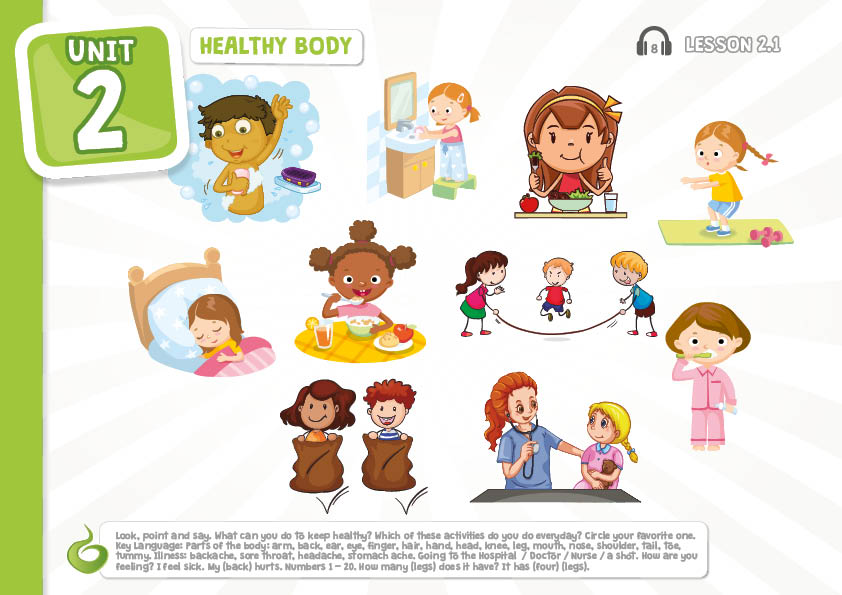 UNIT
2
HEALTHY BODY
8
LESSON 2.1
Look, point and say. What can you do to keep healthy? Which of these activities do you do everyday? Circle your favorite one.
Key Language: Parts of the body: arm, back, ear, eye, finger, hair, hand, head, knee, leg, mouth, nose, shoulder, tail, toe,
tummy. Illness: backache, sore throat, headache, stomach ache. Going to the Hospital / Doctor / Nurse / a shot. How are you
feeling? I feel sick. My (back) hurts. Numbers 1 – 20. How many (legs) does it have? It has (four) (legs).